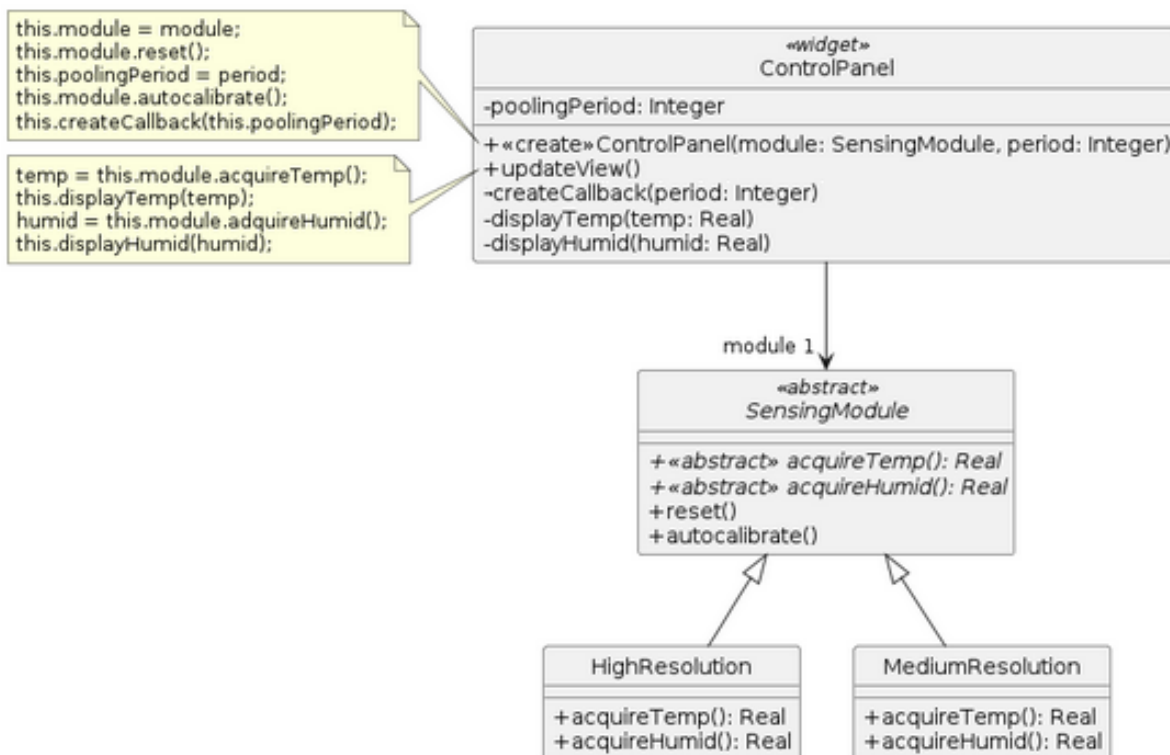 this.module = module;
this.module.reset();
this.poolingPeriod = period;
this.module.autocalibrate();
this.createCallback(this.poolingPeriod);
temp = this.module.acquireTemp();
this.displayTemp(temp);
humid = this.module.adquireHumid();
this.displayHumid(humid);
«widget»
ControlPanel
-poolingPeriod: Integer
+«create»ControlPanel(module: SensingModule, period: Integer)
+updateView()
-createCallback(period: Integer)
-displayTemp(temp: Real)
-displayHumid(humid: Real)
module 1
«abstract»
SensingModule
+«abstract» acquireTemp(): Real
+«abstract» acquireHumid(): Real
+reset()
+autocalibrate()
HighResolution
+acquireTemp(): Real
+acquireHumid(): Real
MediumResolution
+acquireTemp(): Real
+acquireHumid(): Real